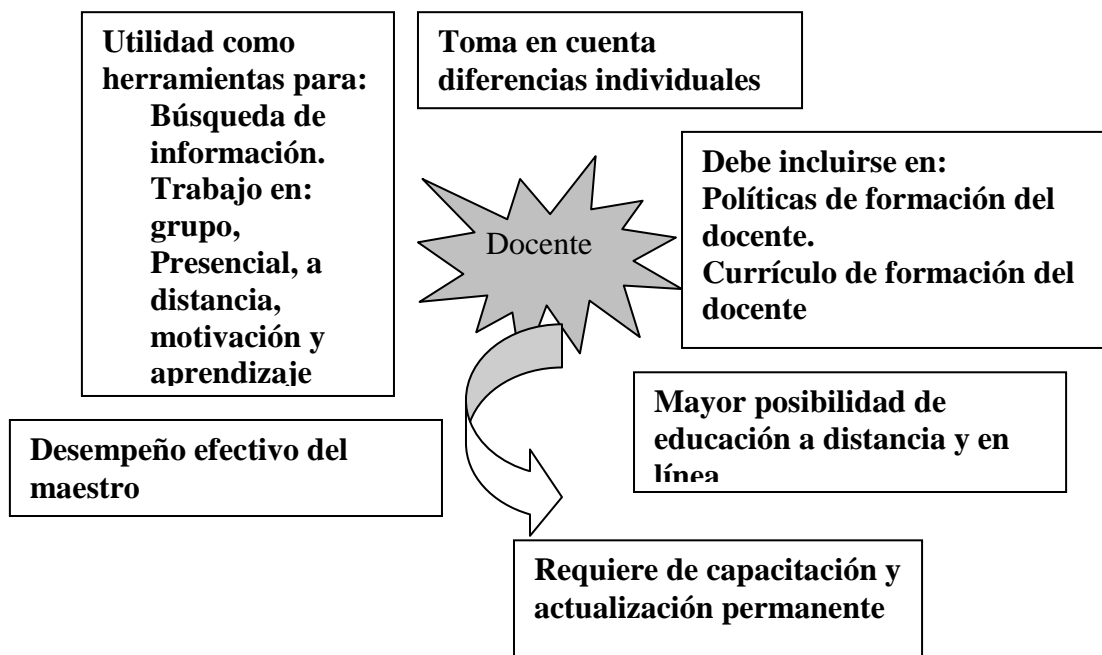 Utilidad como
herramientas para:
Búsqueda de
información.
Trabajo en:
grupo,
Presencial, a
distancia,
motivación y
aprendizaje
Toma en cuenta
diferencias individuales
Docente
Debe incluirse en:
Políticas de formación del
docente.
Currículo de formación del
docente
Mayor posibilidad de
educación a distancia y en
línea
Desempeño efectivo del
maestro
Requiere de capacitación y
actualización permanente